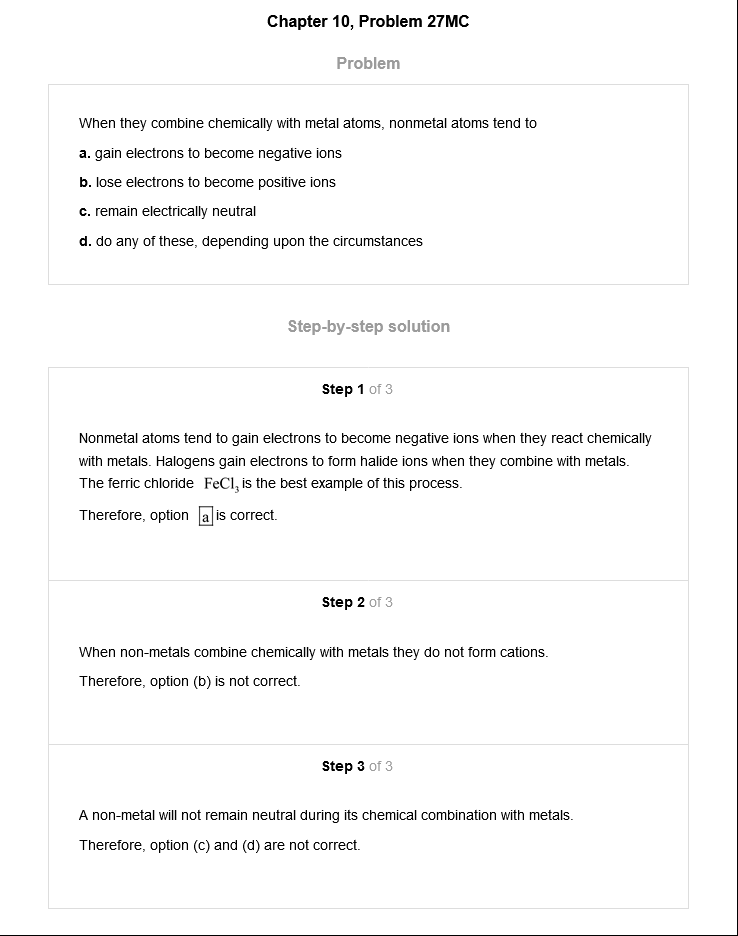 Chapter 10, Problem 27MC
Problem
When they combine chemically with metal atoms, nonmetal atoms tend to
a. gain electrons to become negative ions
b. lose electrons to become positive ions
c. remain electrically neutral
d. do any of these, depending upon the circumstances
Step-by-step solution
Step 1 of 3
Nonmetal atoms tend to gain electrons to become negative ions when they react chemically
with metals. Halogens gain electrons to form halide ions when they combine with metals.
The ferric chloride FeCl₃ is the best example of this process.
Therefore, option a is correct.
Step 2 of 3
When non-metals combine chemically with metals they do not form cations.
Therefore, option (b) is not correct.
Step 3 of 3
A non-metal will not remain neutral during its chemical combination with metals.
Therefore, option (c) and (d) are not correct.